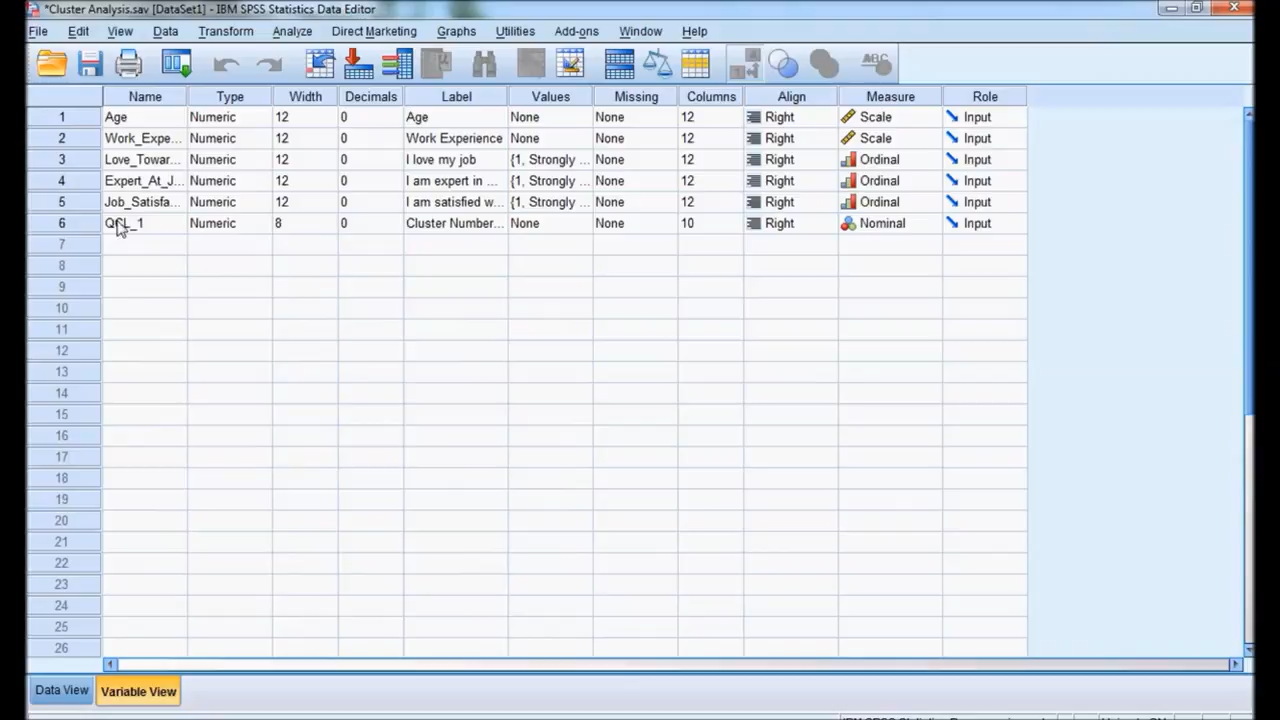 *Cluster Analysis.sav [DataSet1] - IBM SPSS Statistics Data Editor
File Edit View Data Transform Analyze Direct Marketing Graphs Utilities Add-ons Window Help
Name Type Width Decimals Label Values Missing Columns Align Measure Role
1 Age Numeric 12 0 Age None None 12 Right Scale Input
2 Work_Expe... Numeric 12 0 Work Experience None None 12 Right Scale Input
3 Love_Towar... Numeric 12 0 I love my job {1, Strongly ... None 12 Right Ordinal Input
4 Expert_At_J... Numeric 12 0 I am expert in ... {1, Strongly ... None 12 Right Ordinal Input
5 Job_Satisfa... Numeric 12 0 I am satisfied w... {1, Strongly ... None 12 Right Ordinal Input
6 QCL_1 Numeric 8 0 Cluster Number... None None 10 Right Nominal Input
7
8
9
10
11
12
13
14
15
16
17
18
19
20
21
22
23
24
25
26
Data View Variable View